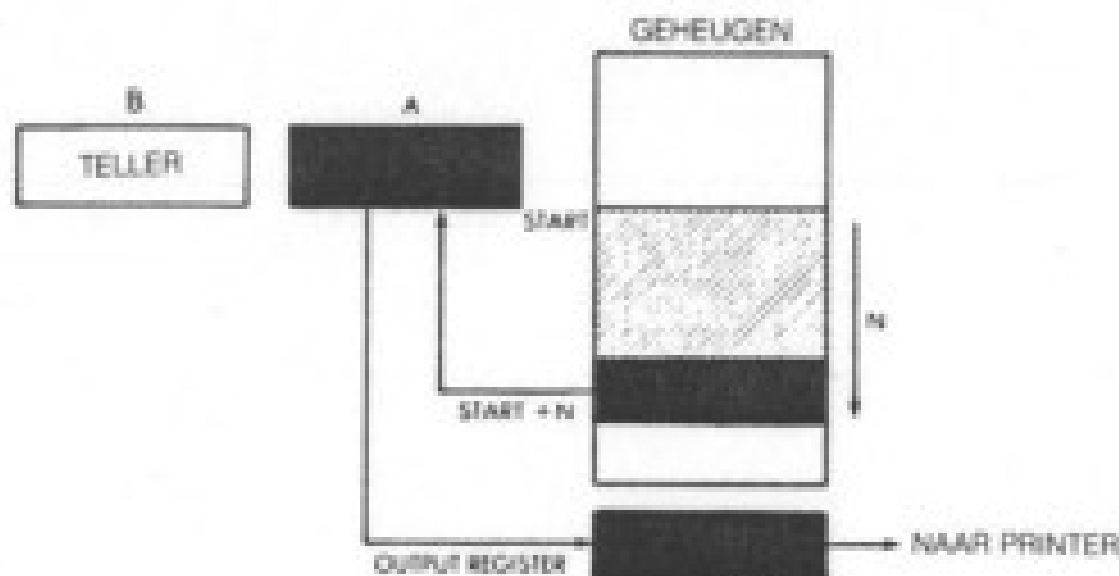 GEHEUGEN
B
A
TELLER
START
N
START + N
OUTPUT REGISTER
NAAR PRINTER